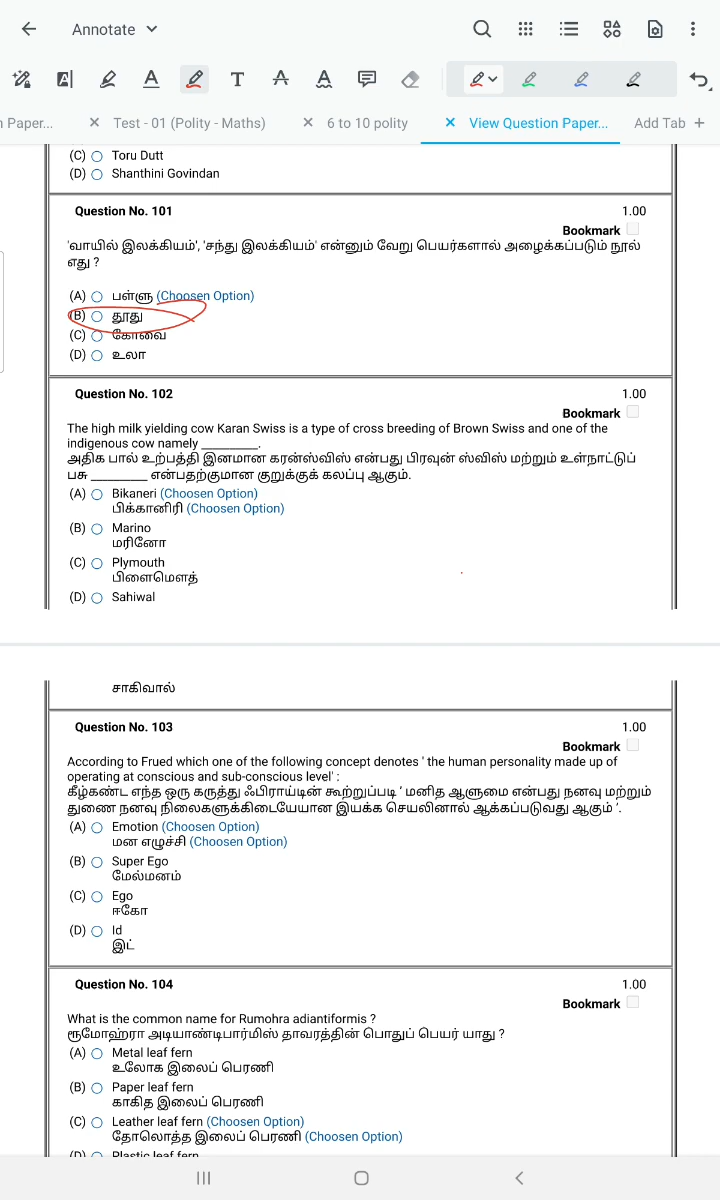 Annotate
n Paper...
Test - 01 (Polity - Maths)
6 to 10 polity
View Question Paper...
Add Tab +
(C) Toru Dutt
(D) Shanthini Govindan
Question No. 101 1.00
Bookmark
'வாயில் இலக்கியம்', 'சந்து இலக்கியம்' என்னும் வேறு பெயர்களால் அழைக்கப்படும் நூல்
எது ?
(A) பள்ளு (Choosen Option)
(B) தூது
(C) கோவை
(D) உலா
Question No. 102 1.00
Bookmark
The high milk yielding cow Karan Swiss is a type of cross breeding of Brown Swiss and one of the
indigenous cow namely _________.
அதிக பால் உற்பத்தி இனமான கரன்ஸ்விஸ் என்பது பிரவுன் ஸ்விஸ் மற்றும் உள்நாட்டுப்
பசு _________ என்பதற்குமான குறுக்குக் கலப்பு ஆகும்.
(A) Bikaneri (Choosen Option)
பிக்கானிரி (Choosen Option)
(B) Marino
மரினோ
(C) Plymouth
பிளைமௌத்
(D) Sahiwal
சாகிவால்
Question No. 103 1.00
Bookmark
According to Frued which one of the following concept denotes ' the human personality made up of
operating at conscious and sub-conscious level' :
கீழ்கண்ட எந்த ஒரு கருத்து ஃபிராய்டின் கூற்றுப்படி ' மனித ஆளுமை என்பது நனவு மற்றும்
துணை நனவு நிலைகளுக்கிடையேயான இயக்க செயலினால் ஆக்கப்படுவது ஆகும் '.
(A) Emotion (Choosen Option)
மன எழுச்சி (Choosen Option)
(B) Super Ego
மேல்மனம்
(C) Ego
ஈகோ
(D) Id
இட்
Question No. 104 1.00
Bookmark
What is the common name for Rumohra adiantiformis ?
ரூமோஹ்ரா அடியாண்டிபார்மிஸ் தாவரத்தின் பொதுப் பெயர் யாது ?
(A) Metal leaf fern
உலோக இலைப் பெரணி
(B) Paper leaf fern
காகித இலைப் பெரணி
(C) Leather leaf fern (Choosen Option)
தோலொத்த இலைப் பெரணி (Choosen Option)
(D) Plastic leaf fern